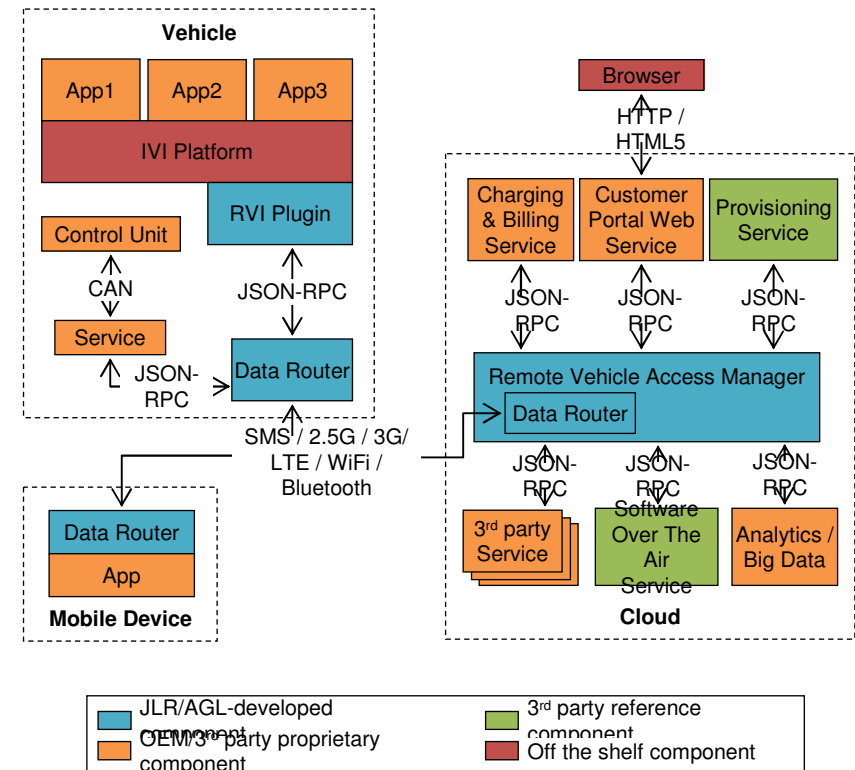 Vehicle
App1
App2
App3
IVI Platform
RVI Plugin
Control Unit
CAN
JSON-RPC
Service
JSON-
RPC
Data Router
SMS / 2.5G / 3G/
LTE / WiFi /
Bluetooth
Data Router
App
Mobile Device
Browser
HTTP /
HTML5
Charging
& Billing
Service
Customer
Portal Web
Service
Provisioning
Service
JSON-
RPC
JSON-
RPC
JSON-
RPC
Remote Vehicle Access Manager
Data Router
JSON-
RPC
JSON-
RPC
JSON-
RPC
3rd party
Service
Software
Over The
Air
Service
Analytics /
Big Data
Cloud
JLR/AGL-developed
component
OEM/3rd party proprietary
component
3rd party reference
component
Off the shelf component